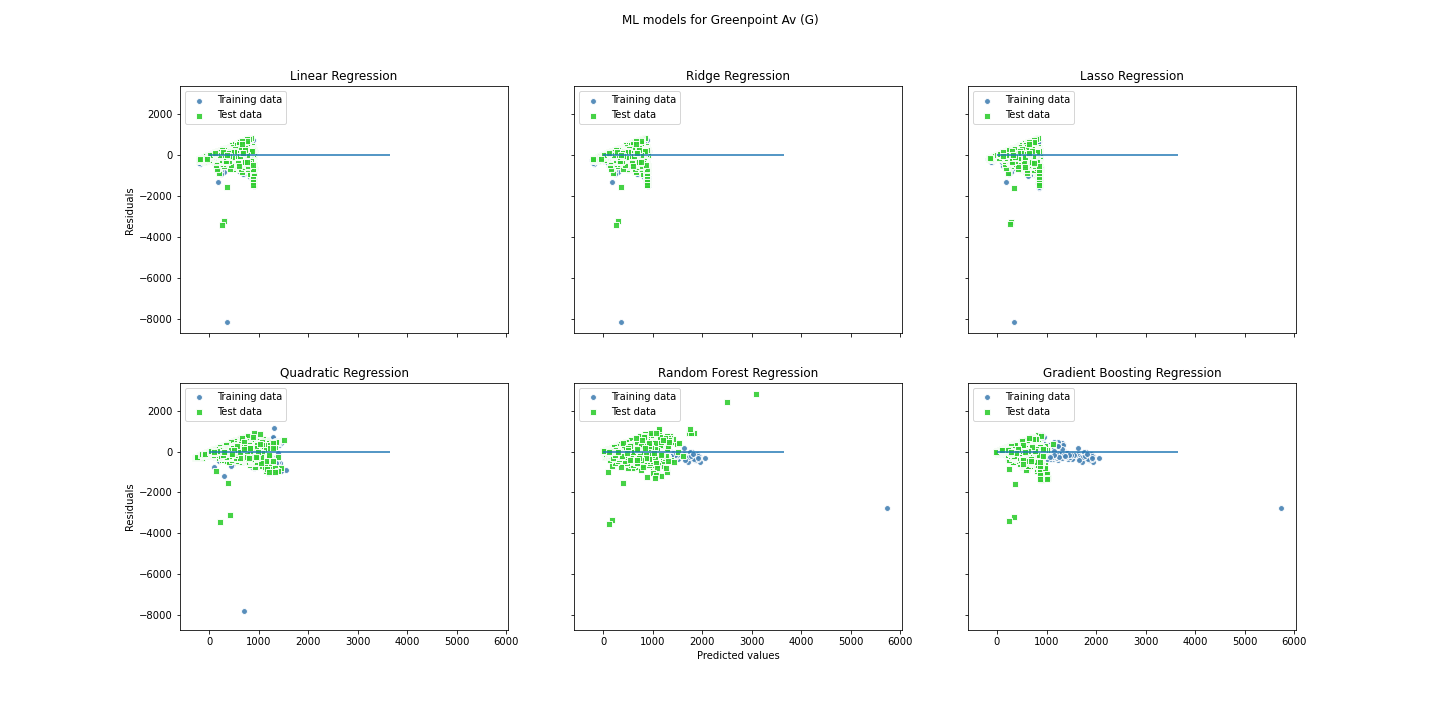 ML models for Greenpoint Av (G)
Linear Regression
Ridge Regression
Lasso Regression
Training data
Test data
Training data
Test data
Training data
Test data
2000
0
−2000
−4000
−6000
−8000
Residuals
Quadratic Regression
Random Forest Regression
Gradient Boosting Regression
Training data
Test data
Training data
Test data
Training data
Test data
2000
0
−2000
−4000
−6000
−8000
Residuals
0 1000 2000 3000 4000 5000 6000
0 1000 2000 3000 4000 5000 6000
0 1000 2000 3000 4000 5000 6000
Predicted values